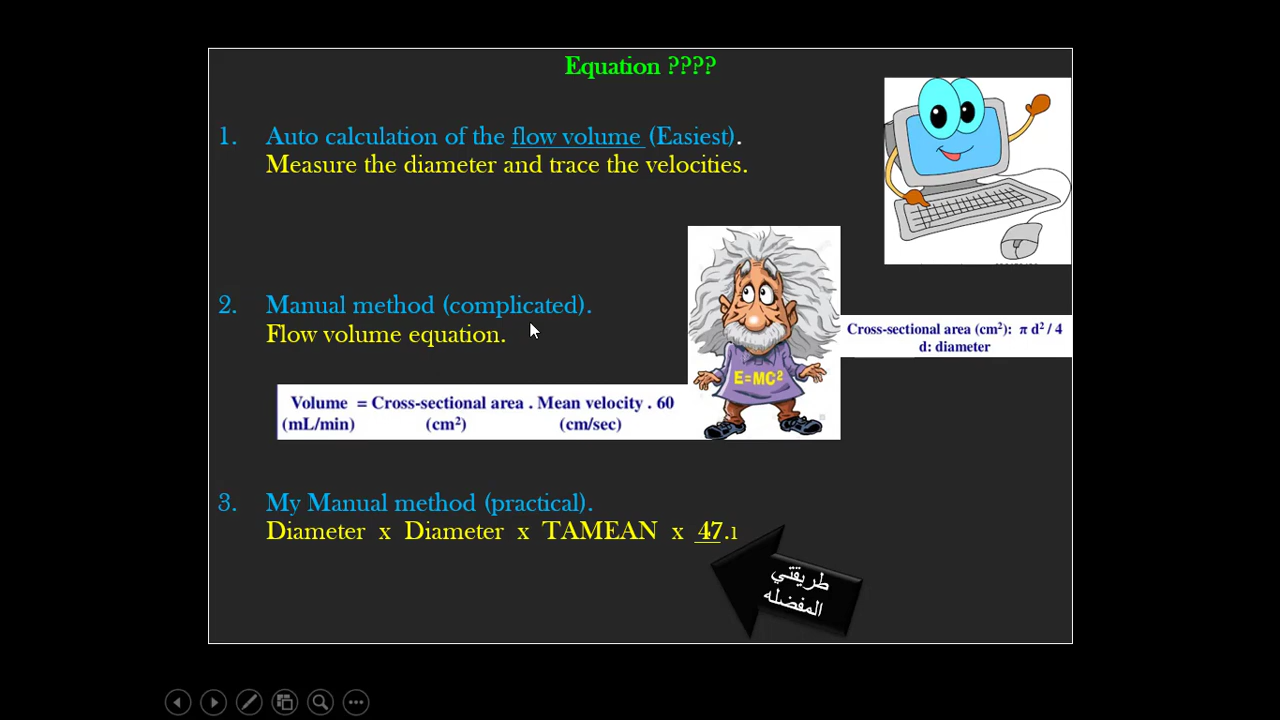 Equation ????
1. Auto calculation of the flow volume (Easiest).
Measure the diameter and trace the velocities.
2. Manual method (complicated).
Flow volume equation.
E=MC²
Cross-sectional area (cm²): π d² / 4
d: diameter
Volume = Cross-sectional area . Mean velocity . 60
(mL/min) (cm²) (cm/sec)
3. My Manual method (practical).
Diameter x Diameter x TAMEAN x 47.1
طريقتي
المفضله